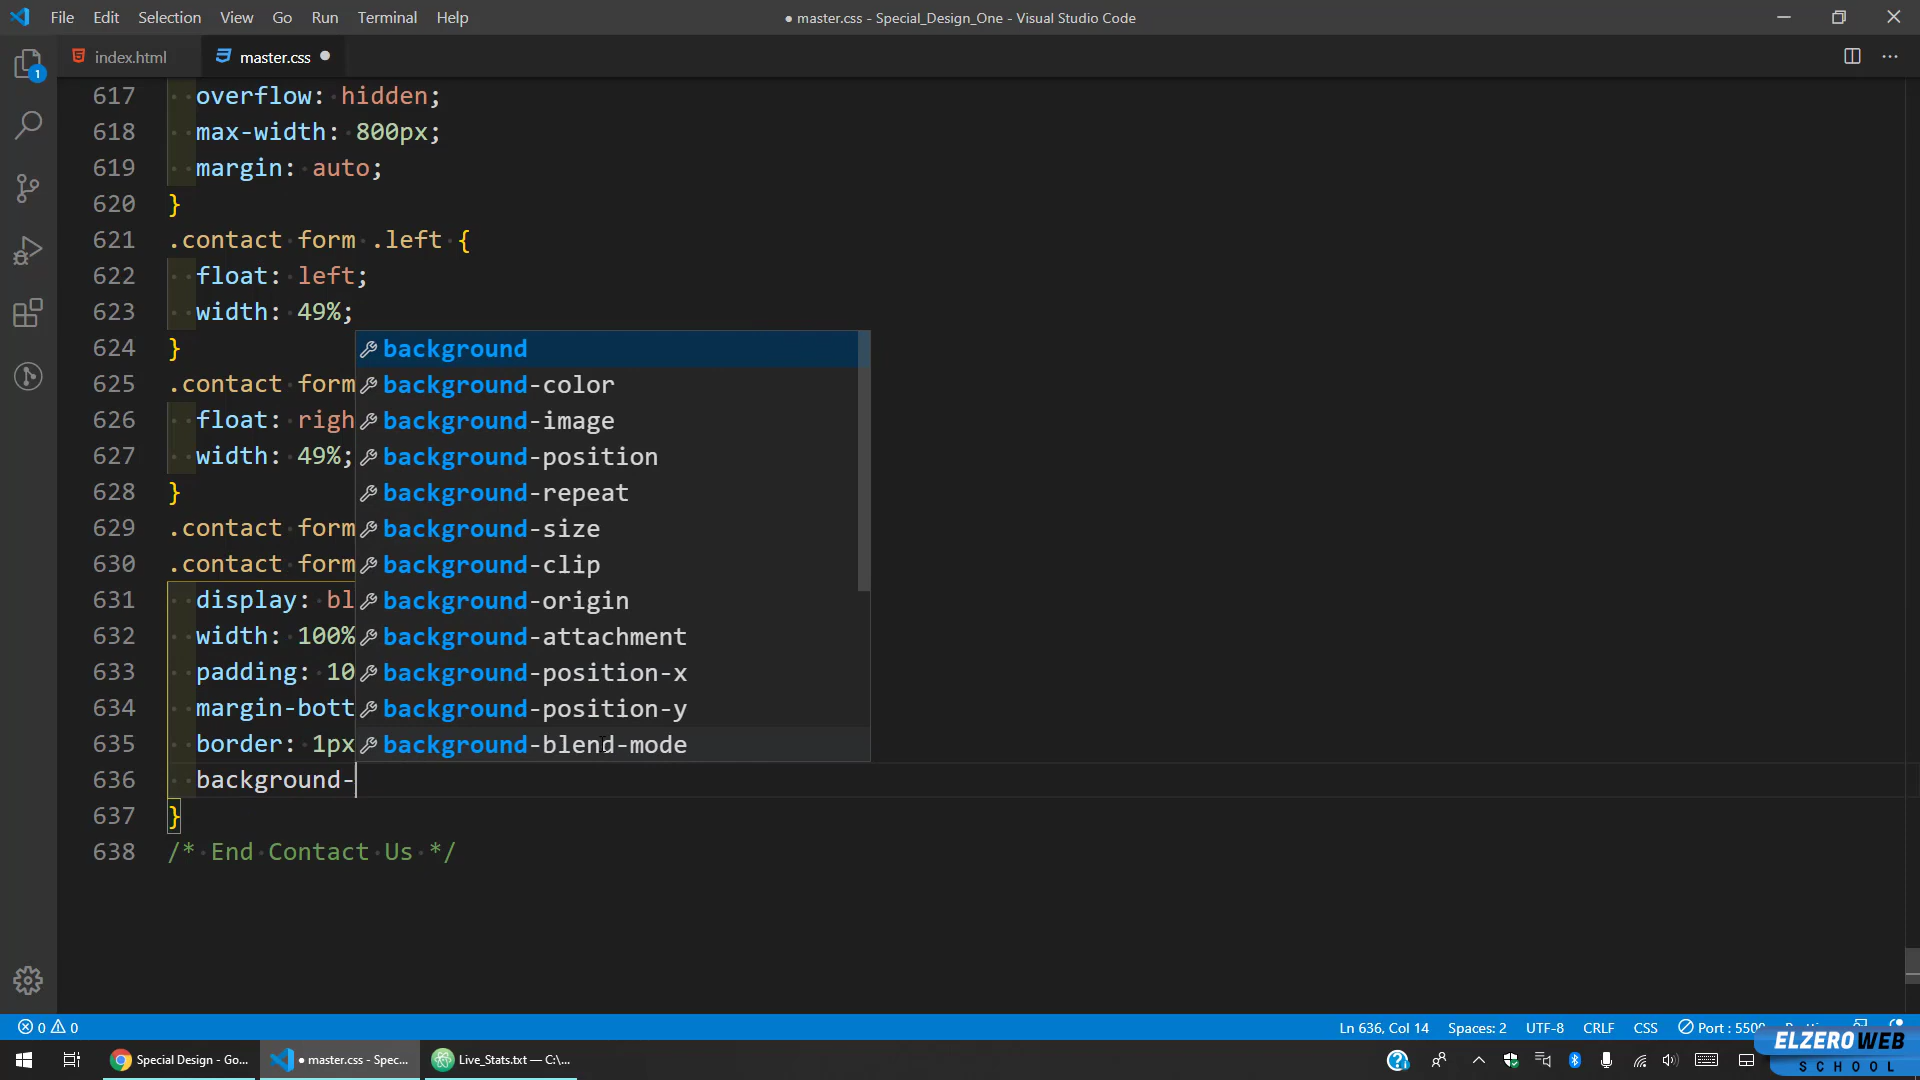 File Edit Selection View Go Run Terminal Help
● master.css - Special_Design_One - Visual Studio Code
index.html
master.css
1
617 overflow: hidden;
618 max-width: 800px;
619 margin: auto;
620 }
621 .contact form .left {
622 float: left;
623 width: 49%;
624 }
625 .contact form
626 float: righ
627 width: 49%;
628 }
629 .contact form
630 .contact form
631 display: bl
632 width: 100%
633 padding: 10
634 margin-bott
635 border: 1px
636 background-
637 }
638 /* End Contact Us */
background
background-color
background-image
background-position
background-repeat
background-size
background-clip
background-origin
background-attachment
background-position-x
background-position-y
background-blend-mode
0 0
Ln 636, Col 14 Spaces: 2 UTF-8 CRLF CSS Port : 5500
Special Design - Go...
● master.css - Spec...
Live_Stats.txt — C:\...
ELZEROWEB
SCHOOL